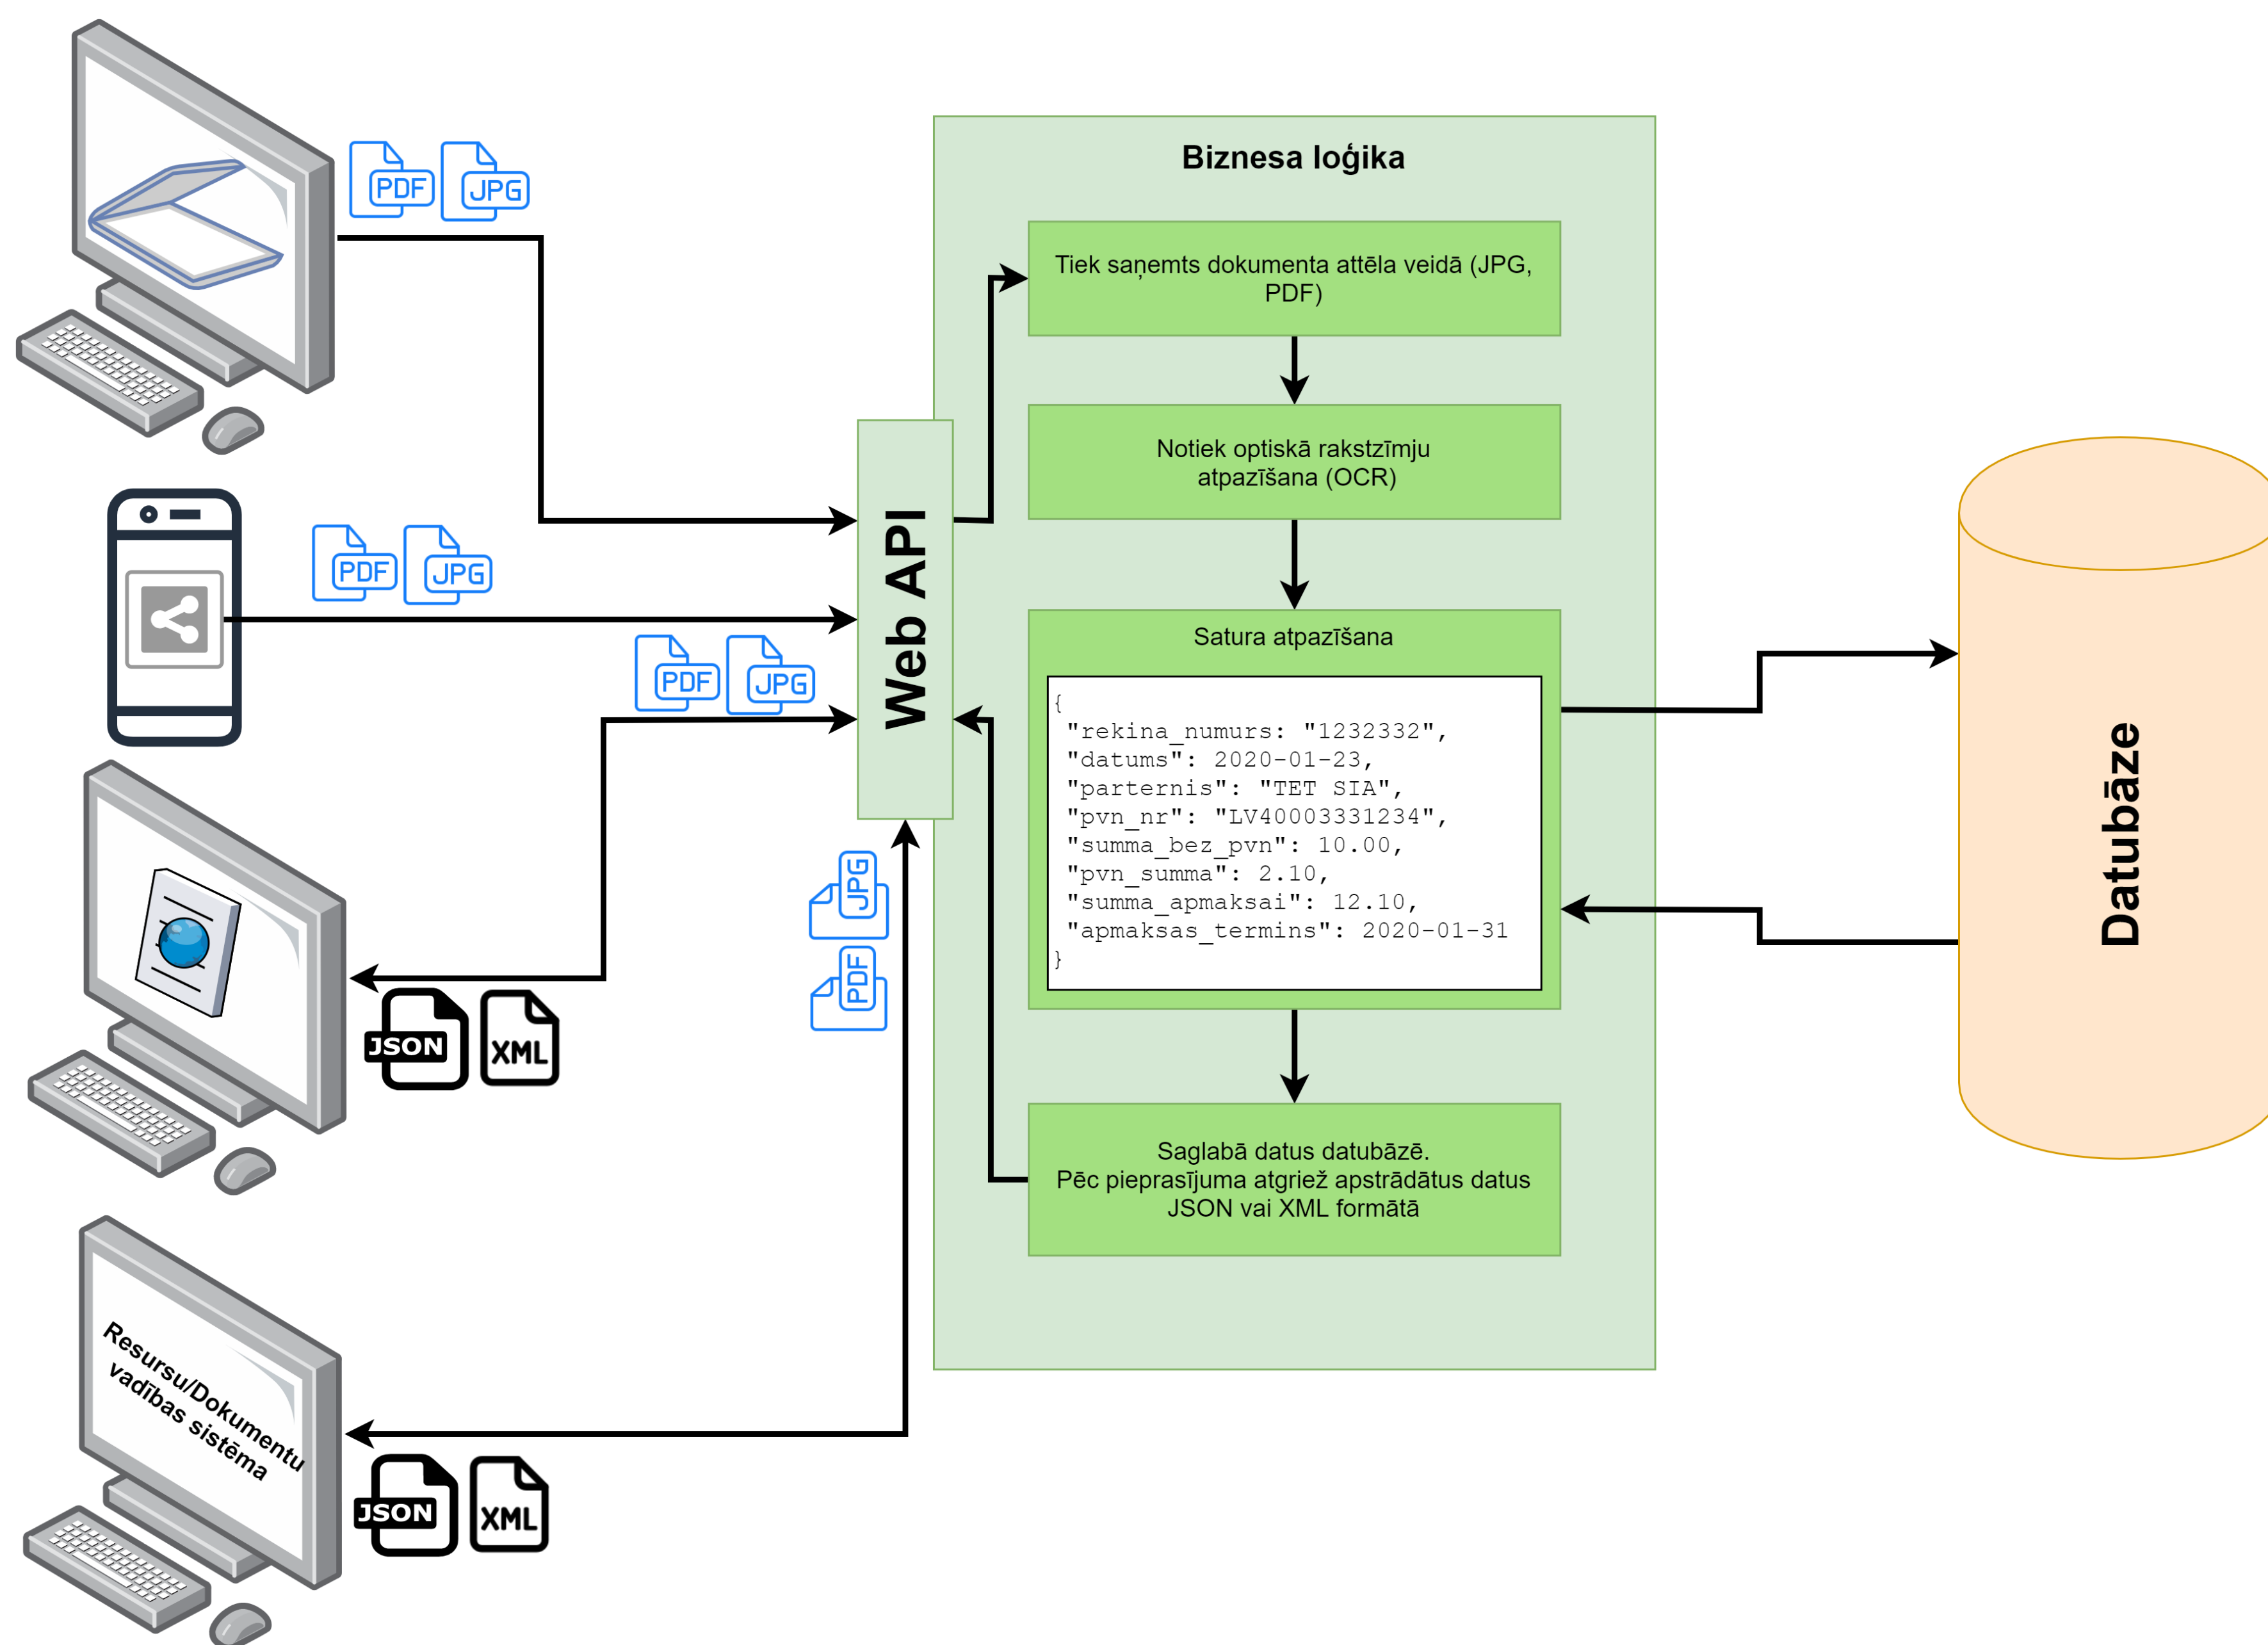 PDF
JPG
Biznesa loģika
Tiek saņemts dokumenta attēla veidā (JPG,
PDF)
Notiek optiskā rakstzīmju
atpazīšana (OCR)
PDF
JPG
Web API
PDF
JPG
Satura atpazīšana
{
"rekina_numurs: "1232332",
"datums": 2020-01-23,
"parternis": "TET SIA",
"pvn_nr": "LV40003331234",
"summa_bez_pvn": 10.00,
"pvn_summa": 2.10,
"summa_apmaksai": 12.10,
"apmaksas_termins": 2020-01-31
}
Datubāze
JPG
PDF
JSON
XML
Saglabā datus datubāzē.
Pēc pieprasījuma atgriež apstrādātus datus
JSON vai XML formātā
Resursu/Dokumentu
vadības sistēma
JSON
XML